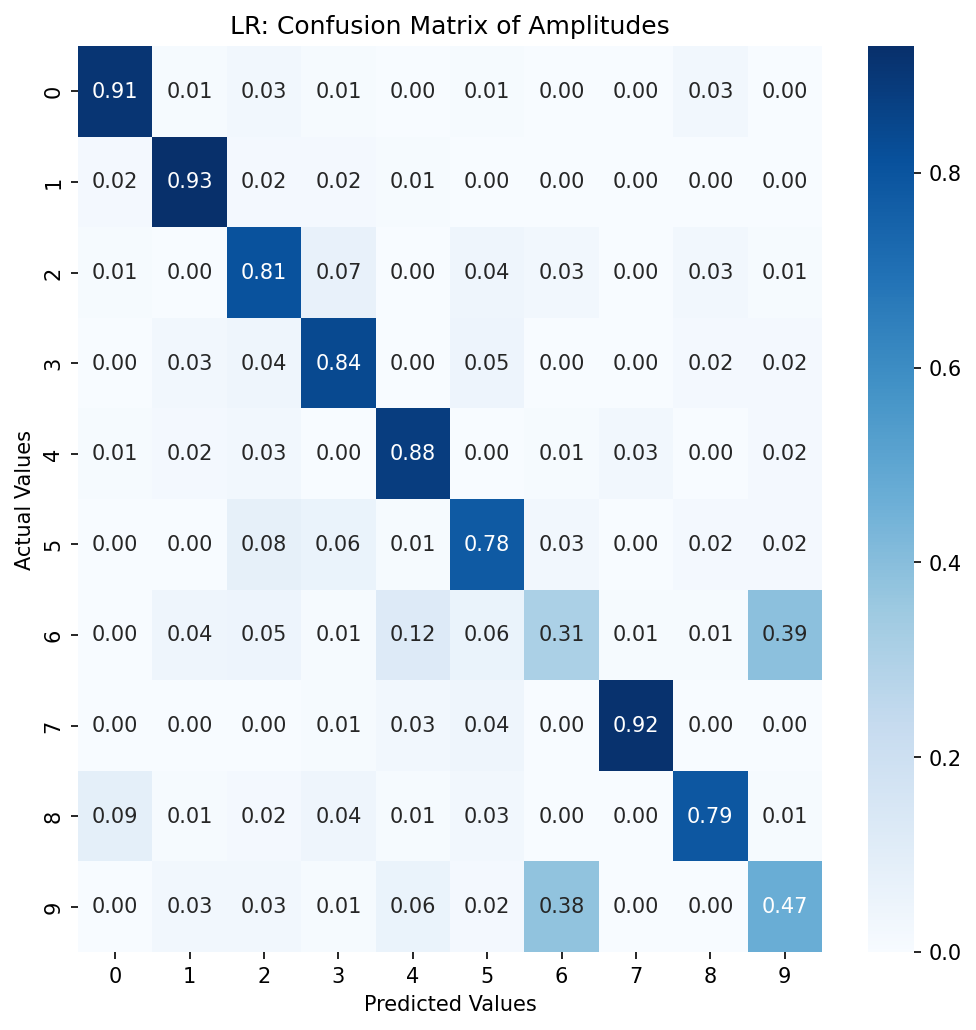 LR: Confusion Matrix of Amplitudes
0 0.91 0.01 0.03 0.01 0.00 0.01 0.00 0.00 0.03 0.00
1 0.02 0.93 0.02 0.02 0.01 0.00 0.00 0.00 0.00 0.00
2 0.01 0.00 0.81 0.07 0.00 0.04 0.03 0.00 0.03 0.01
3 0.00 0.03 0.04 0.84 0.00 0.05 0.00 0.00 0.02 0.02
4 0.01 0.02 0.03 0.00 0.88 0.00 0.01 0.03 0.00 0.02
5 0.00 0.00 0.08 0.06 0.01 0.78 0.03 0.00 0.02 0.02
6 0.00 0.04 0.05 0.01 0.12 0.06 0.31 0.01 0.01 0.39
7 0.00 0.00 0.00 0.01 0.03 0.04 0.00 0.92 0.00 0.00
8 0.09 0.01 0.02 0.04 0.01 0.03 0.00 0.00 0.79 0.01
9 0.00 0.03 0.03 0.01 0.06 0.02 0.38 0.00 0.00 0.47
0 1 2 3 4 5 6 7 8 9
Predicted Values
Actual Values
0.8
0.6
0.4
0.2
0.0